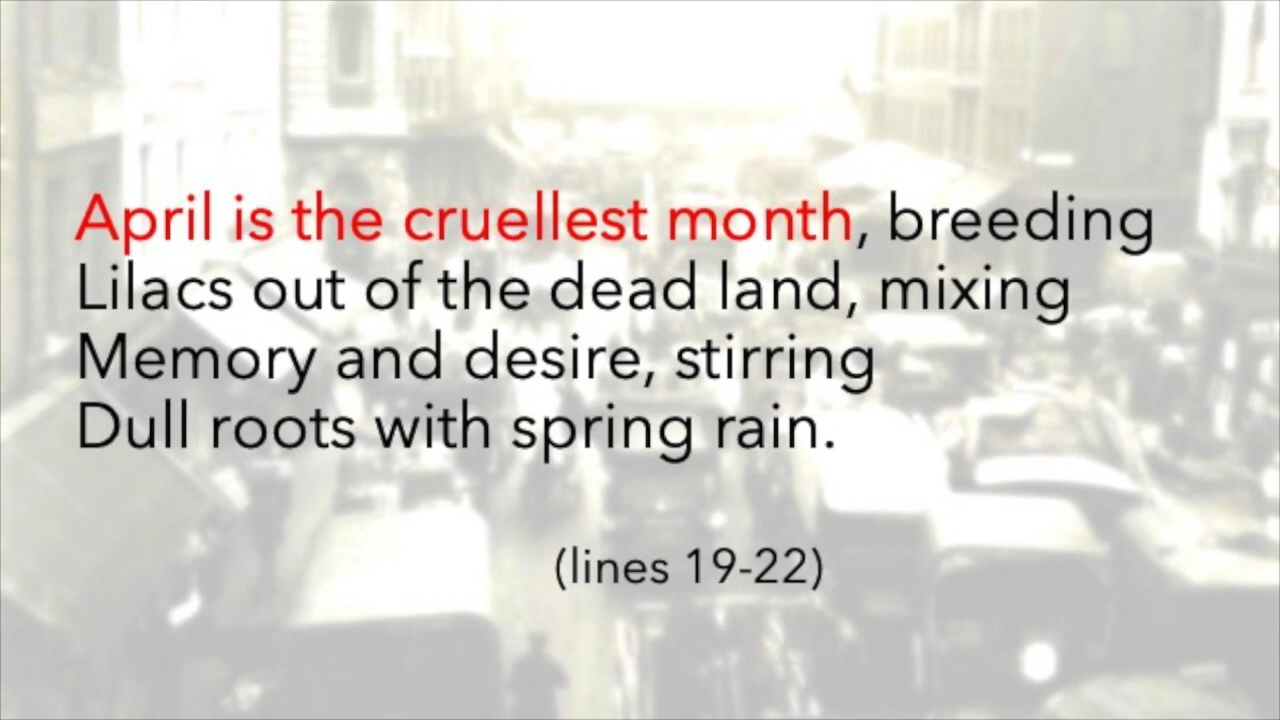 April is the cruellest month, breeding
Lilacs out of the dead land, mixing
Memory and desire, stirring
Dull roots with spring rain.
(lines 19-22)